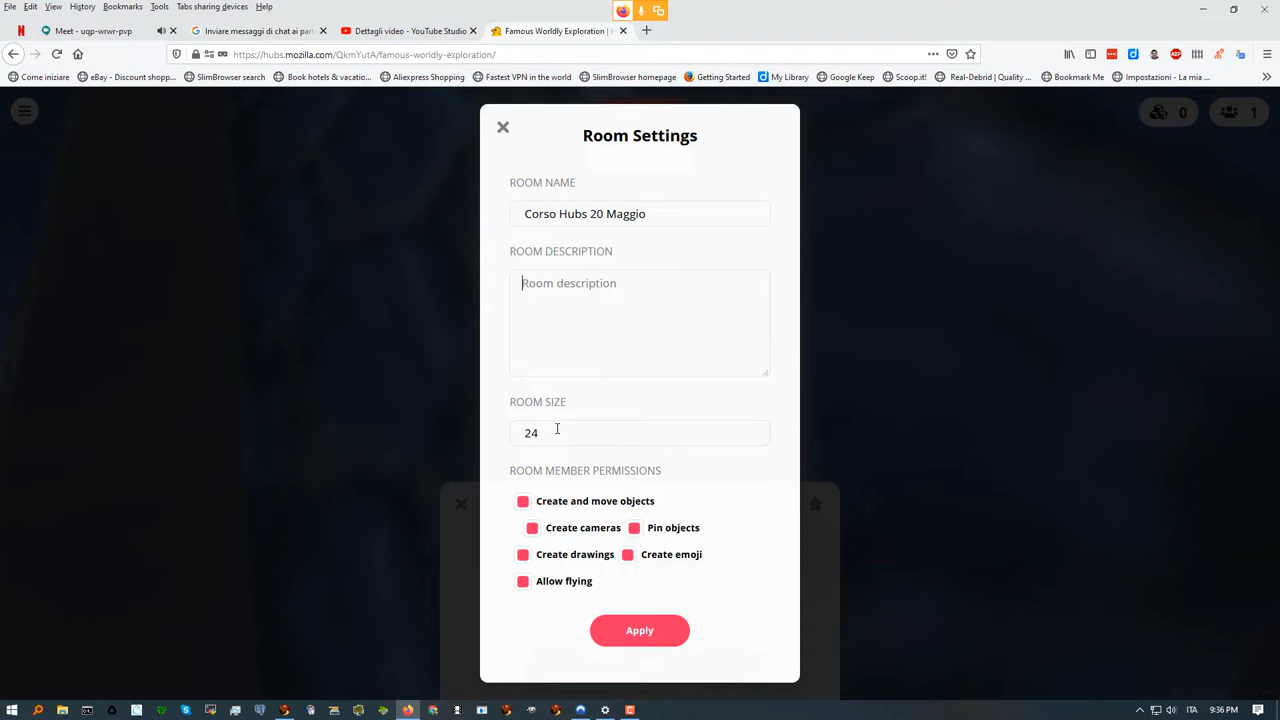 File Edit View History Bookmarks Tools Tabs sharing devices Help
Meet - uqp-wrwr-pvp
Inviare messaggi di chat ai part
Dettagli video - YouTube Studio
Famous Worldly Exploration |
https://hubs.mozilla.com/QkmYutA/famous-worldly-exploration/
Come iniziare eBay - Discount shopp... SlimBrowser search Book hotels & vacatio... Aliexpress Shopping Fastest VPN in the world SlimBrowser homepage Getting Started My Library Google Keep Scoop.it! Real-Debrid | Quality ... Bookmark Me Impostazioni - La mia ...
0 1
Room Settings
ROOM NAME
Corso Hubs 20 Maggio
ROOM DESCRIPTION
Room description
ROOM SIZE
24
ROOM MEMBER PERMISSIONS
Create and move objects
Create cameras Pin objects
Create drawings Create emoji
Allow flying
Apply
ITA 9:36 PM